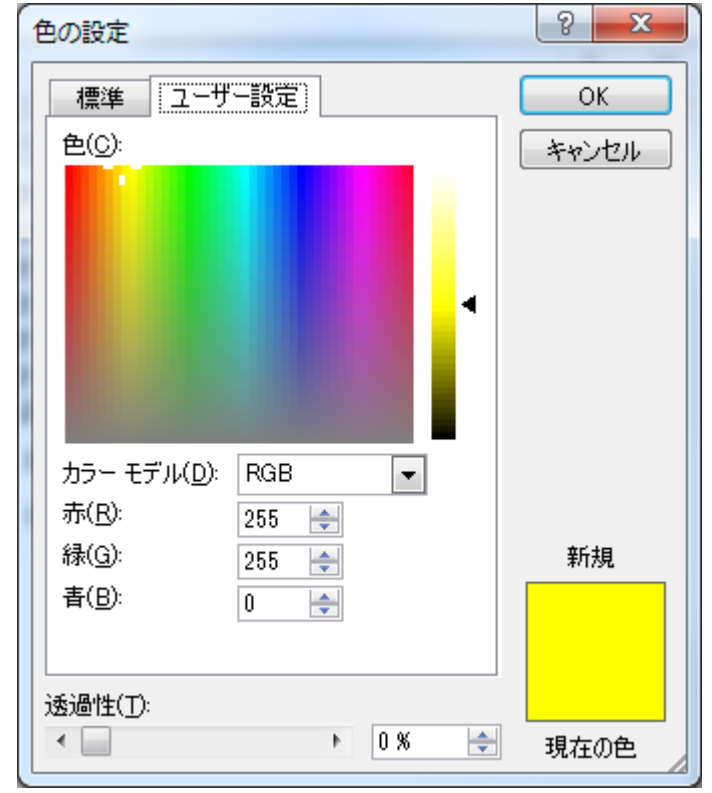 色の設定
標準 ユーザー設定
OK
キャンセル
色(C):
カラー モデル(D): RGB
赤(R): 255
緑(G): 255
青(B): 0
新規
現在の色
透過性(T):
0 %